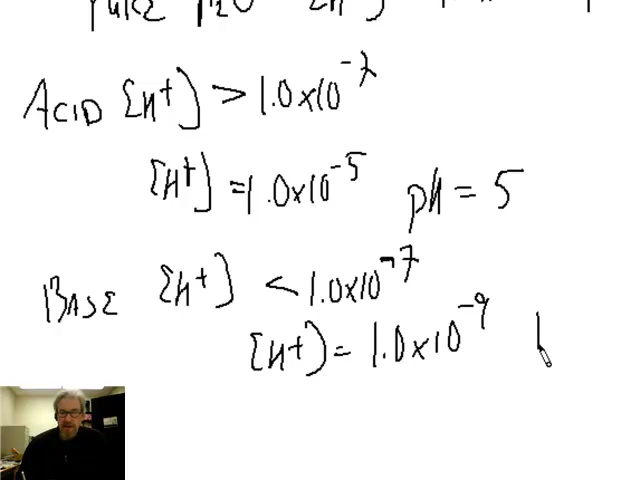 Pure H2O [H+]
ACID [H+] > 1.0x10^-7
[H+] = 1.0x10^-5 pH = 5
BASE [H+] < 1.0x10^-7
[H+] = 1.0x10^-9